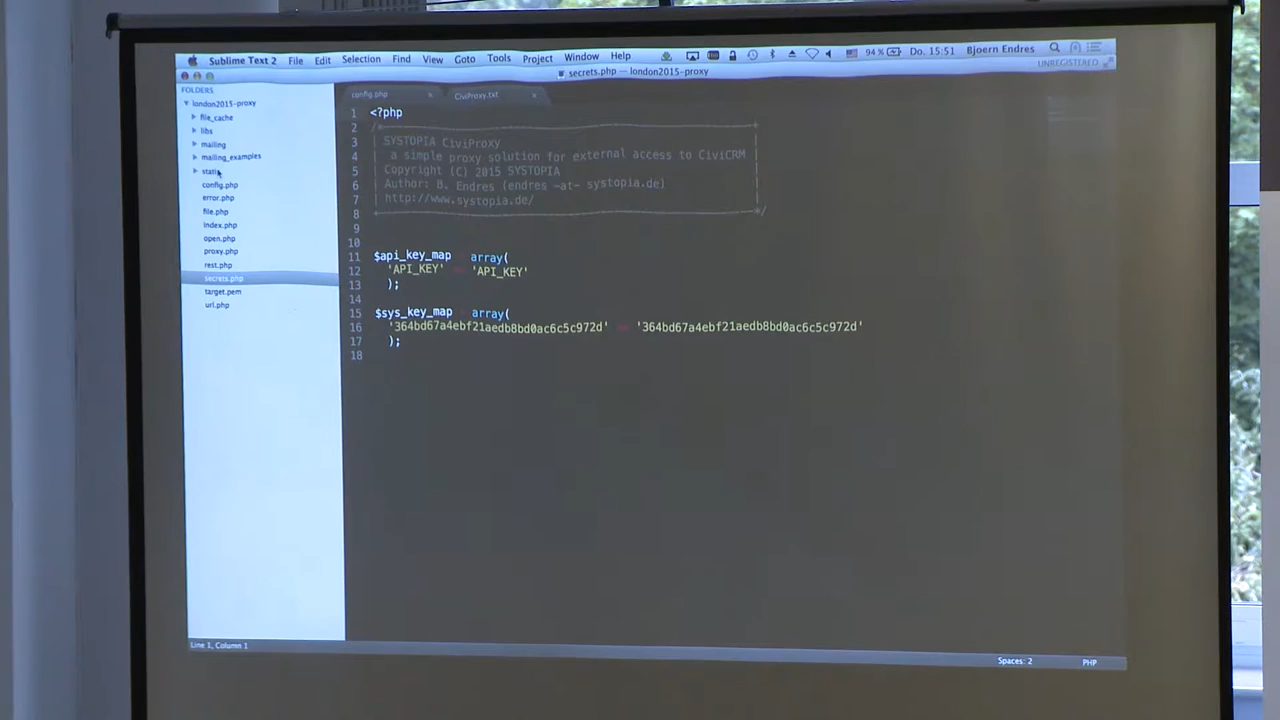 Sublime Text 2 File Edit Selection Find View Goto Tools Project Window Help 94% Do. 15:51 Bjoern Endres
secrets.php — london2015-proxy
UNREGISTERED
FOLDERS
london2015-proxy
file_cache
libs
mailing
mailing_examples
static
config.php
error.php
file.php
index.php
open.php
proxy.php
rest.php
secrets.php
target.pem
url.php
config.php × CiviProxy.txt ×
1 <?php
2 /*
3 | SYSTOPIA CiviProxy |
4 | a simple proxy solution for external access to CiviCRM |
5 | Copyright (C) 2015 SYSTOPIA |
6 | Author: B. Endres (endres -at- systopia.de) |
7 | http://www.systopia.de/ |
8 */
9
10
11 $api_key_map array(
12 'API_KEY' 'API_KEY'
13 );
14
15 $sys_key_map array(
16 '364bd67a4ebf21aedb8bd0ac6c5c972d' '364bd67a4ebf21aedb8bd0ac6c5c972d'
17 );
18
Line 1, Column 1 Spaces: 2 PHP